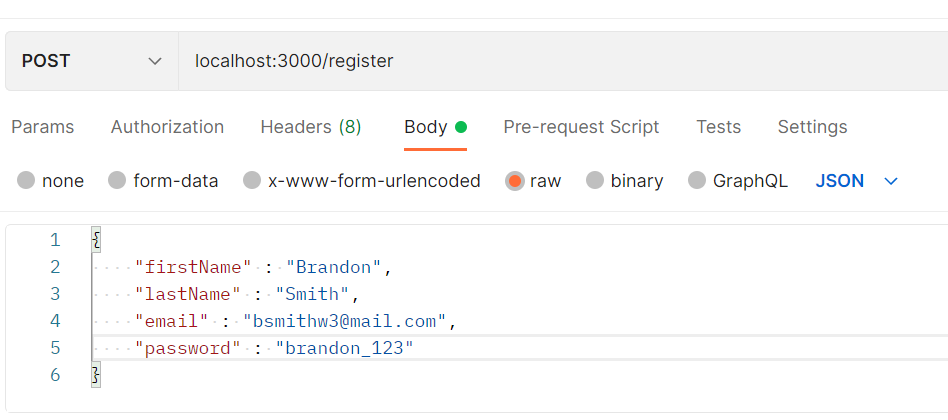 POST localhost:3000/register
Params Authorization Headers (8) Body Pre-request Script Tests Settings
none form-data x-www-form-urlencoded raw binary GraphQL JSON
1 {
2 "firstName" : "Brandon",
3 "lastName" : "Smith",
4 "email" : "bsmithw3@mail.com",
5 "password" : "brandon_123"
6 }